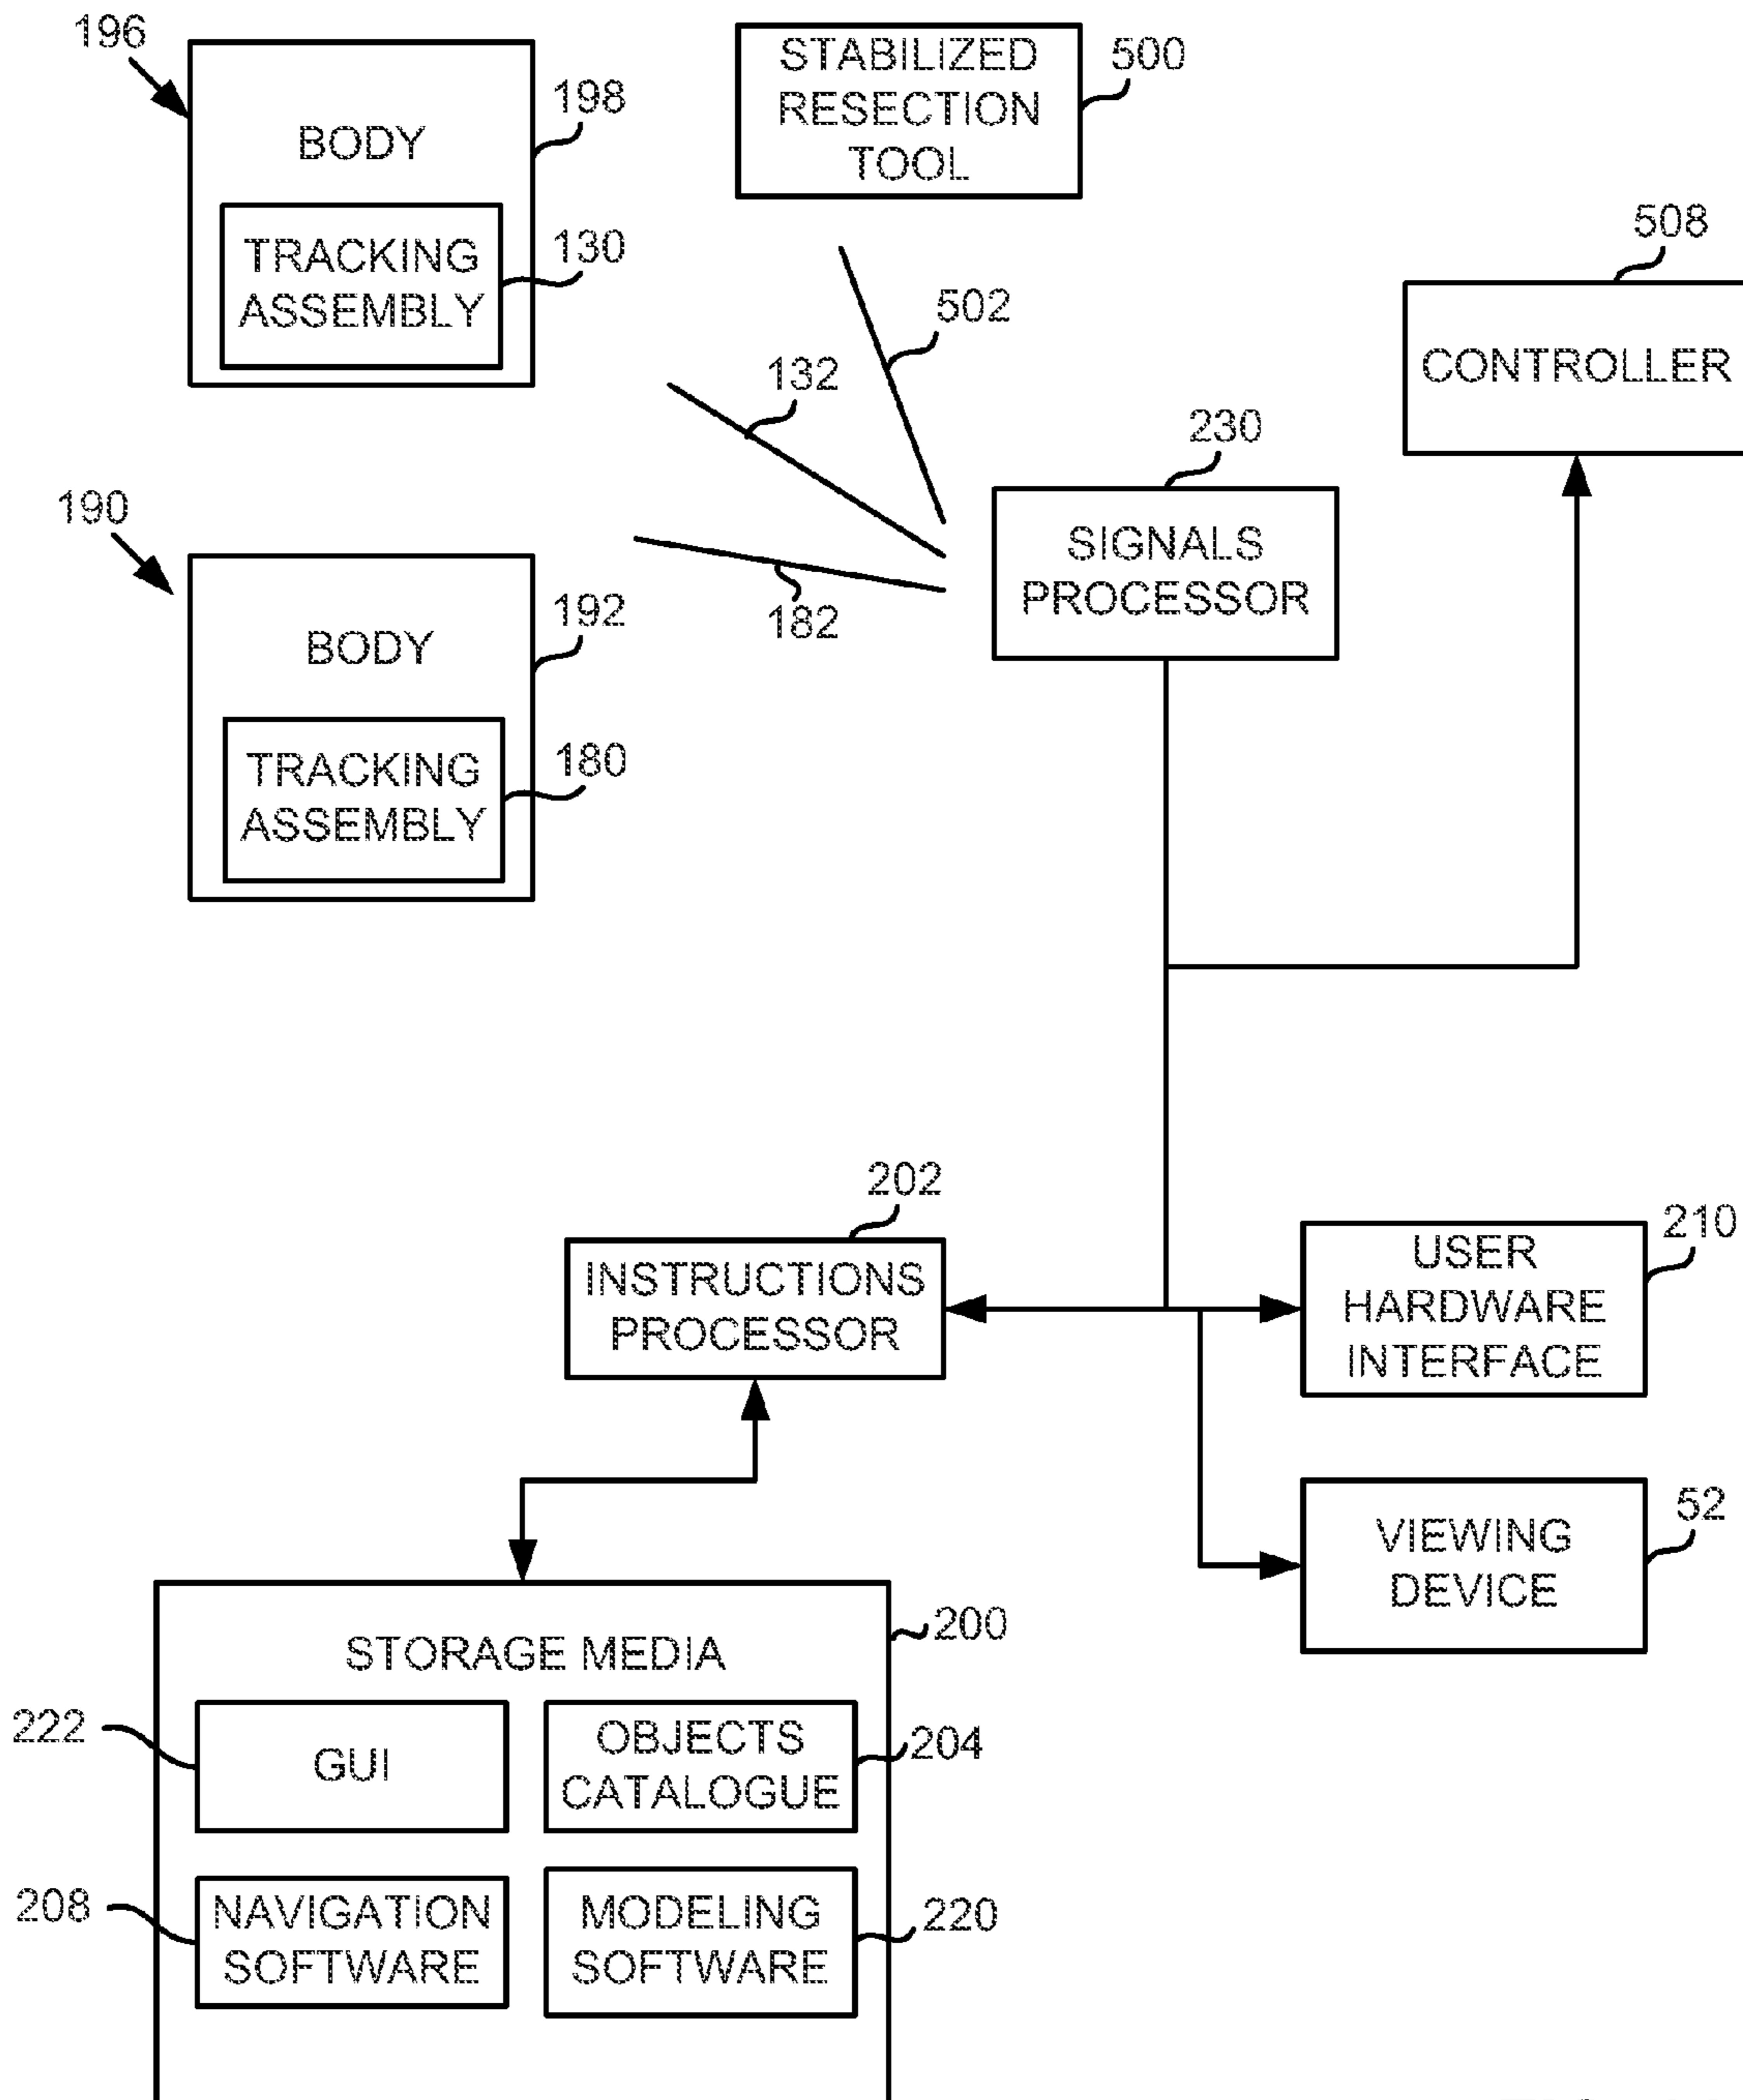 196
BODY
198
TRACKING
ASSEMBLY
130
STABILIZED
RESECTION
TOOL
500
508
CONTROLLER
502
132
230
SIGNALS
PROCESSOR
182
190
BODY
192
TRACKING
ASSEMBLY
180
202
INSTRUCTIONS
PROCESSOR
USER
HARDWARE
INTERFACE
210
VIEWING
DEVICE
52
STORAGE MEDIA
200
222
GUI
OBJECTS
CATALOGUE
204
208
NAVIGATION
SOFTWARE
MODELING
SOFTWARE
220